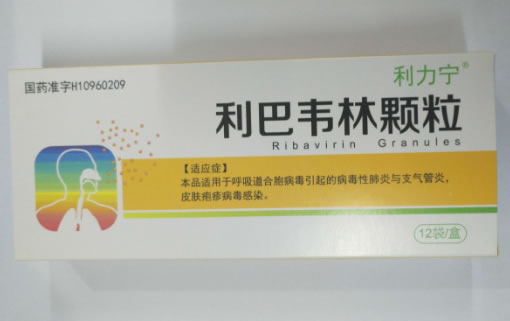 国药准字H10960209
利力宁®
利巴韦林颗粒
Ribavirin Granules
【适应症】
本品适用于呼吸道合胞病毒引起的病毒性肺炎与支气管炎,
皮肤疱疹病毒感染。
12袋/盒